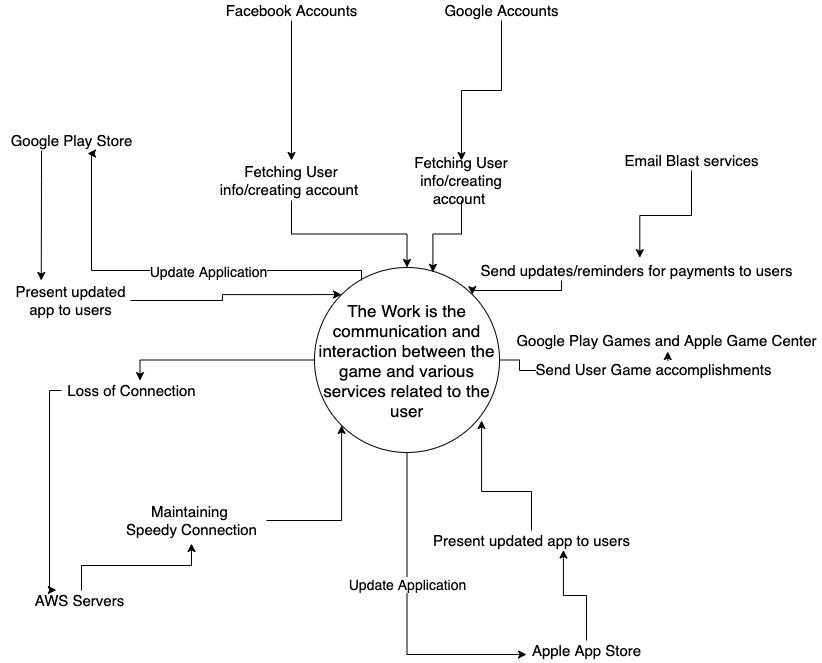 Facebook Accounts
Google Accounts
Google Play Store
Fetching User
info/creating account
Fetching User
info/creating
account
Email Blast services
Update Application
Send updates/reminders for payments to users
Present updated
app to users
The Work is the
communication and
interaction between the
game and various
services related to the
user
Google Play Games and Apple Game Center
Send User Game accomplishments
Loss of Connection
Maintaining
Speedy Connection
Present updated app to users
Update Application
AWS Servers
Apple App Store